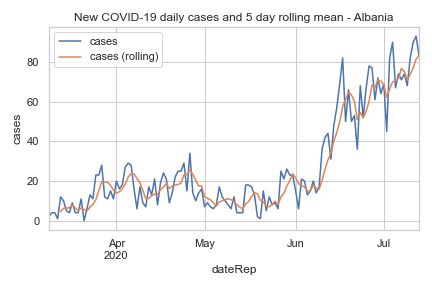 New COVID-19 daily cases and 5 day rolling mean - Albania
cases
cases (rolling)
80
60
40
20
0
cases
Apr
2020
May
Jun
Jul
dateRep